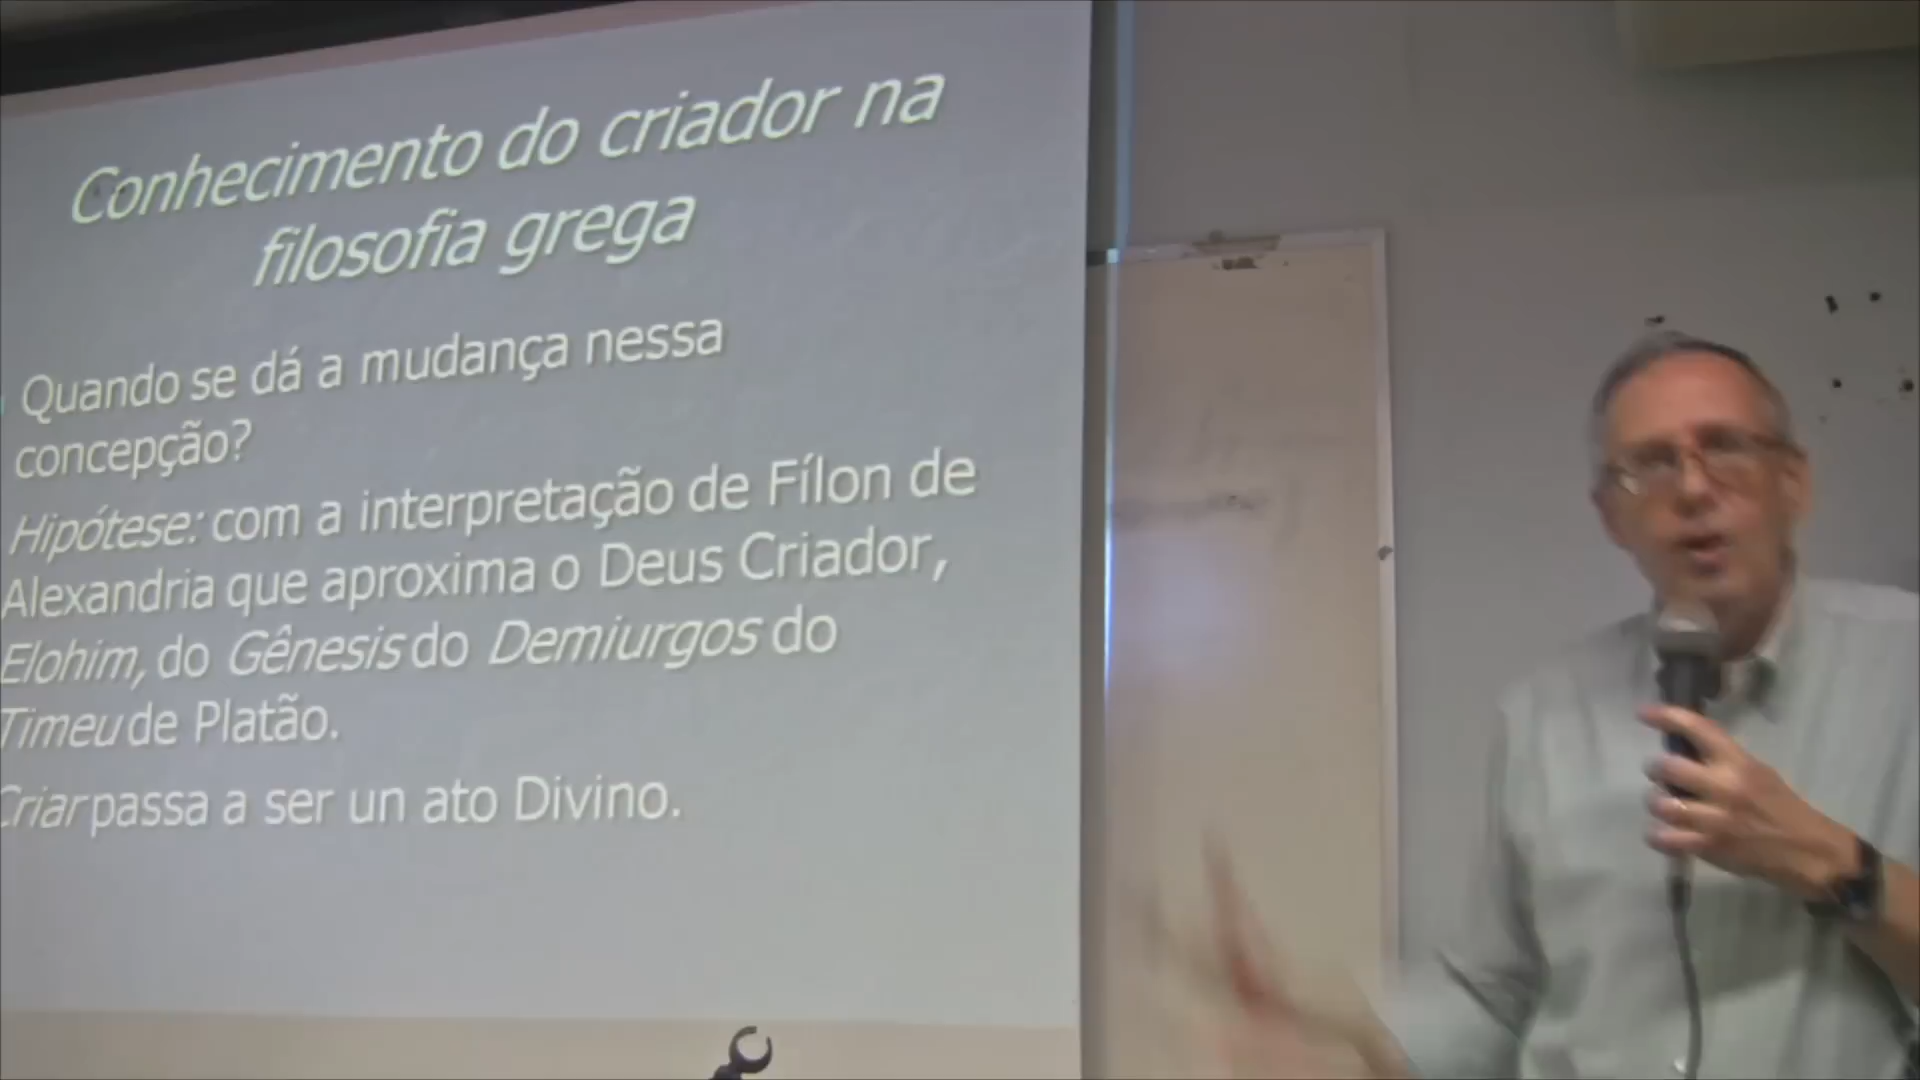 Conhecimento do criador na
filosofia grega
Quando se dá a mudança nessa
concepção?
Hipótese: com a interpretação de Fílon de
Alexandria que aproxima o Deus Criador,
Elohim, do Gênesis do Demiurgos do
Timeu de Platão.
Criar passa a ser un ato Divino.